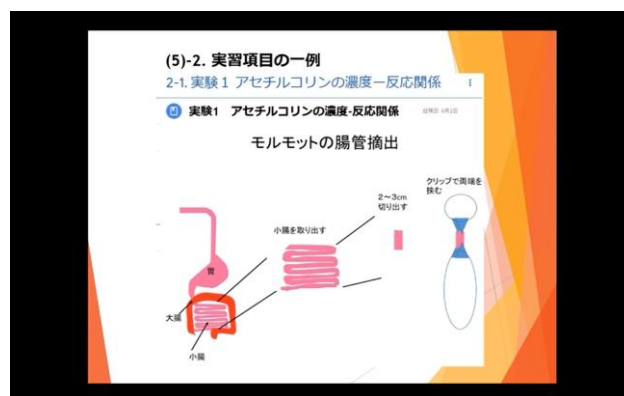 (5)-2. 実習項目の一例
2-1. 実験１ アセチルコリンの濃度ー反応関係
実験1 アセチルコリンの濃度-反応関係
モルモットの腸管摘出
クリップで両端を
挟む
2～3cm
切り出す
小腸を取り出す
胃
大腸
小腸